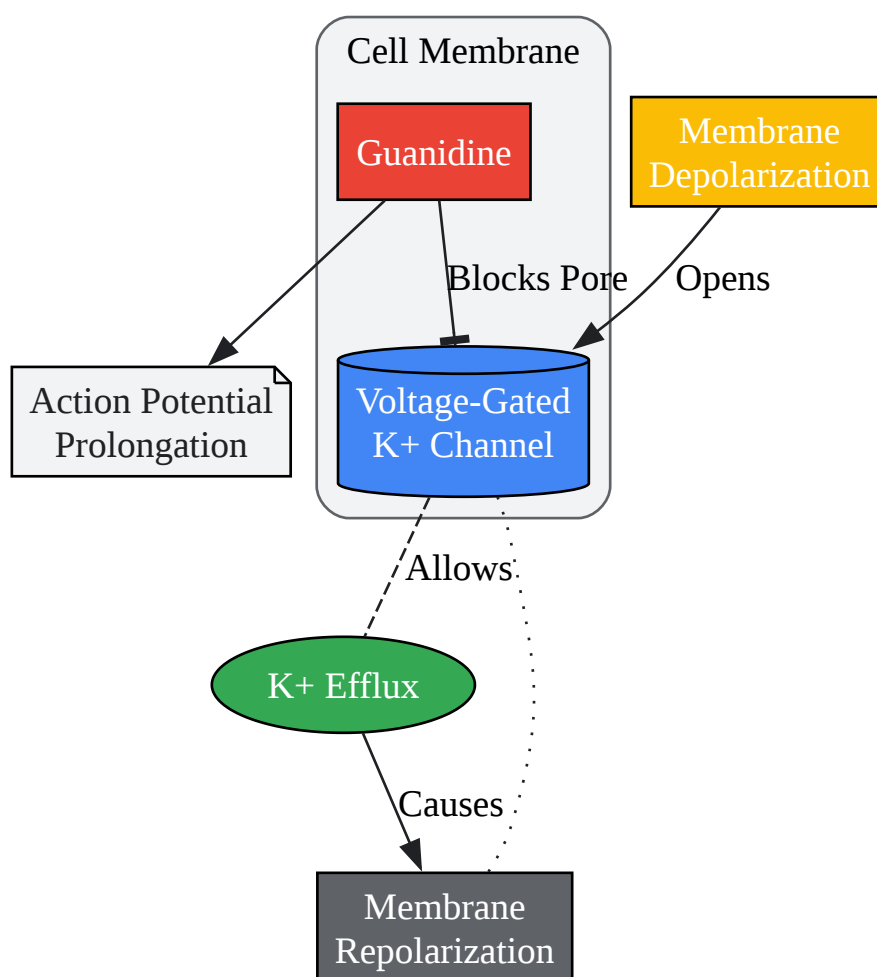 Cell Membrane
Guanidine
Membrane
Depolarization
Blocks Pore
Opens
Action Potential
Prolongation
Voltage-Gated
K+ Channel
Allows
K+ Efflux
Causes
Membrane
Repolarization